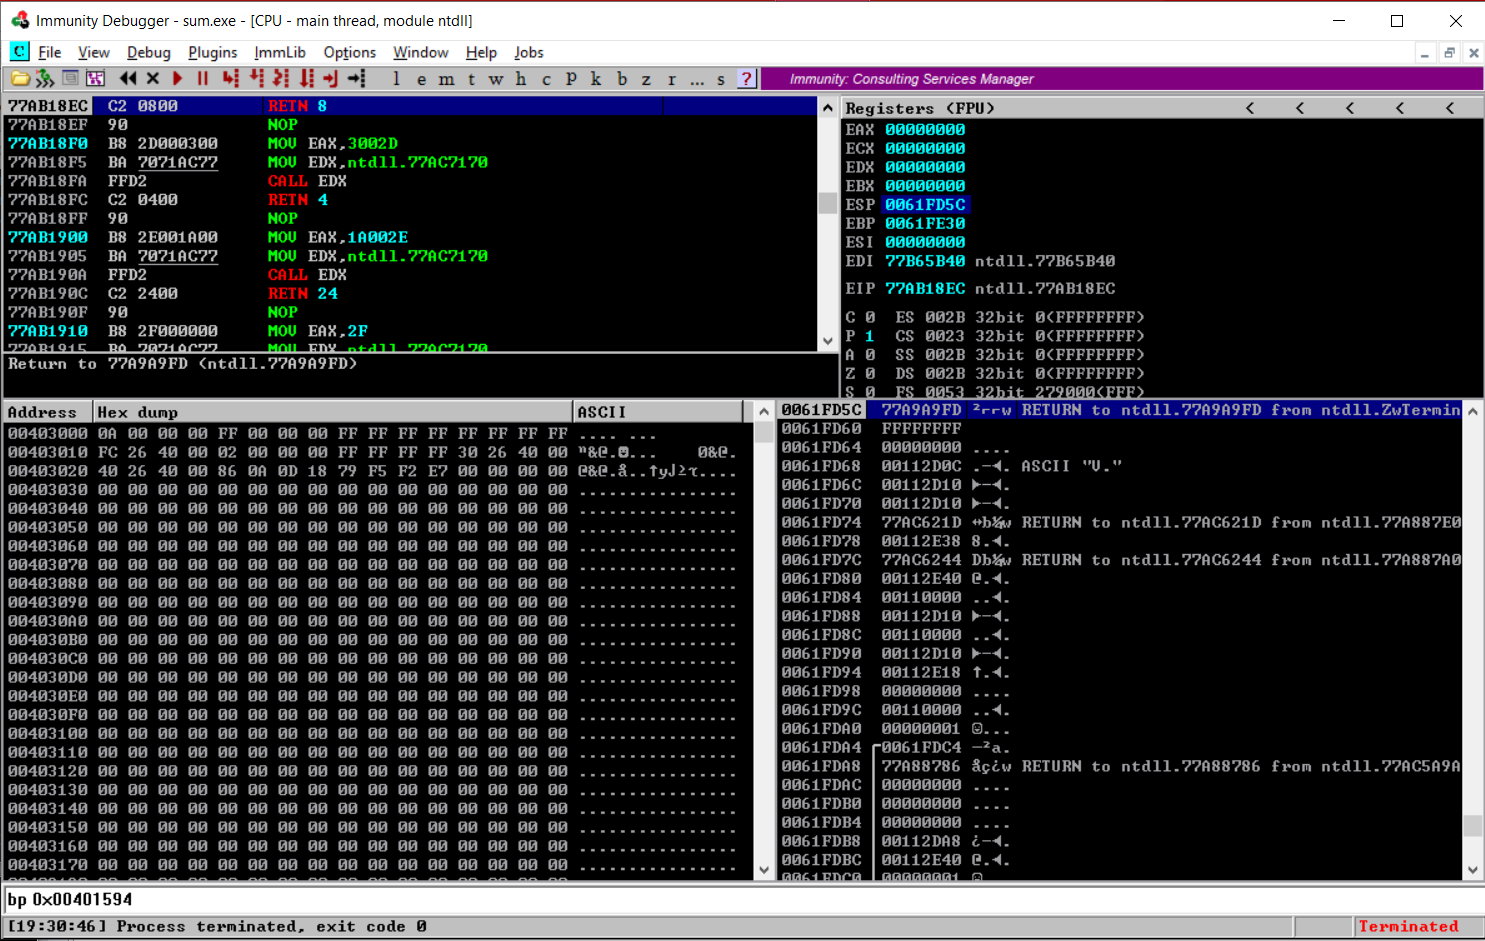 Immunity Debugger - sum.exe - [CPU - main thread, module ntdll]
C File View Debug Plugins ImmLib Options Window Help Jobs
l e m t w h c p k b z r ... s ? Immunity: Consulting Services Manager
77AB18EC C2 0800 RETN 8
77AB18EF 90 NOP
77AB18F0 B8 2D000300 MOV EAX,3002D
77AB18F5 BA 7071AC77 MOV EDX,ntdll.77AC7170
77AB18FA FFD2 CALL EDX
77AB18FC C2 0400 RETN 4
77AB18FF 90 NOP
77AB1900 B8 2E001A00 MOV EAX,1A002E
77AB1905 BA 7071AC77 MOV EDX,ntdll.77AC7170
77AB190A FFD2 CALL EDX
77AB190C C2 2400 RETN 24
77AB190F 90 NOP
77AB1910 B8 2F000000 MOV EAX,2F
77AB1915 BA 7071AC77 MOV EDX,ntdll.77AC7170
Return to 77A9A9FD (ntdll.77A9A9FD)
Registers (FPU) < < < < <
EAX 00000000
ECX 00000000
EDX 00000000
EBX 00000000
ESP 0061FD5C
EBP 0061FE30
ESI 00000000
EDI 77B65B40 ntdll.77B65B40
EIP 77AB18EC ntdll.77AB18EC
C 0 ES 002B 32bit 0(FFFFFFFF)
P 1 CS 0023 32bit 0(FFFFFFFF)
A 0 SS 002B 32bit 0(FFFFFFFF)
Z 0 DS 002B 32bit 0(FFFFFFFF)
S 0 FS 0053 32bit 279000(FFF)
Address Hex dump ASCII
00403000 0A 00 00 00 FF 00 00 00 FF FF FF FF FF FF FF FF .... ...
00403010 FC 26 40 00 02 00 00 00 FF FF FF FF 30 26 40 00 ⁿ&@.☻... 0&@.
00403020 40 26 40 00 86 0A 0D 18 79 F5 F2 E7 00 00 00 00 @&@.å..↑yJ≥τ....
00403030 00 00 00 00 00 00 00 00 00 00 00 00 00 00 00 00 ................
00403040 00 00 00 00 00 00 00 00 00 00 00 00 00 00 00 00 ................
00403050 00 00 00 00 00 00 00 00 00 00 00 00 00 00 00 00 ................
00403060 00 00 00 00 00 00 00 00 00 00 00 00 00 00 00 00 ................
00403070 00 00 00 00 00 00 00 00 00 00 00 00 00 00 00 00 ................
00403080 00 00 00 00 00 00 00 00 00 00 00 00 00 00 00 00 ................
00403090 00 00 00 00 00 00 00 00 00 00 00 00 00 00 00 00 ................
004030A0 00 00 00 00 00 00 00 00 00 00 00 00 00 00 00 00 ................
004030B0 00 00 00 00 00 00 00 00 00 00 00 00 00 00 00 00 ................
004030C0 00 00 00 00 00 00 00 00 00 00 00 00 00 00 00 00 ................
004030D0 00 00 00 00 00 00 00 00 00 00 00 00 00 00 00 00 ................
004030E0 00 00 00 00 00 00 00 00 00 00 00 00 00 00 00 00 ................
004030F0 00 00 00 00 00 00 00 00 00 00 00 00 00 00 00 00 ................
00403100 00 00 00 00 00 00 00 00 00 00 00 00 00 00 00 00 ................
00403110 00 00 00 00 00 00 00 00 00 00 00 00 00 00 00 00 ................
00403120 00 00 00 00 00 00 00 00 00 00 00 00 00 00 00 00 ................
00403130 00 00 00 00 00 00 00 00 00 00 00 00 00 00 00 00 ................
00403140 00 00 00 00 00 00 00 00 00 00 00 00 00 00 00 00 ................
00403150 00 00 00 00 00 00 00 00 00 00 00 00 00 00 00 00 ................
00403160 00 00 00 00 00 00 00 00 00 00 00 00 00 00 00 00 ................
00403170 00 00 00 00 00 00 00 00 00 00 00 00 00 00 00 00 ................
0061FD5C 77A9A9FD ²⌐⌐w RETURN to ntdll.77A9A9FD from ntdll.ZwTermin
0061FD60 FFFFFFFF
0061FD64 00000000 ....
0061FD68 00112D0C .-◄. ASCII "V."
0061FD6C 00112D10 ►-◄.
0061FD70 00112D10 ►-◄.
0061FD74 77AC621D ↔b¼w RETURN to ntdll.77AC621D from ntdll.77A887E0
0061FD78 00112E38 8.◄.
0061FD7C 77AC6244 Db¼w RETURN to ntdll.77AC6244 from ntdll.77A887A0
0061FD80 00112E40 @.◄.
0061FD84 00110000 ..◄.
0061FD88 00112D10 ►-◄.
0061FD8C 00110000 ..◄.
0061FD90 00112D10 ►-◄.
0061FD94 00112E18 ↑.◄.
0061FD98 00000000 ....
0061FD9C 00110000 ..◄.
0061FDA0 00000001 ☺...
0061FDA4 0061FDC4 ─²a.
0061FDA8 77A88786 åç¿w RETURN to ntdll.77A88786 from ntdll.77AC5A9A
0061FDAC 00000000 ....
0061FDB0 00000000 ....
0061FDB4 00000000 ....
0061FDB8 00112DA8 ¿-◄.
0061FDBC 00112E40 @.◄.
0061FDC0 00000001 ☺
bp 0x00401594
[19:30:46] Process terminated, exit code 0 Terminated